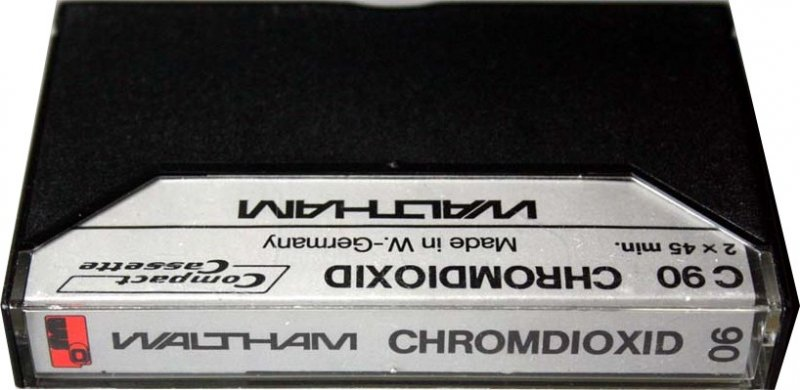 WALTHAM
Made in W.-Germany
2 × 45 min.
C 90 CHROMDIOXID
Compact
Cassette
WALTHAM CHROMDIOXID 90